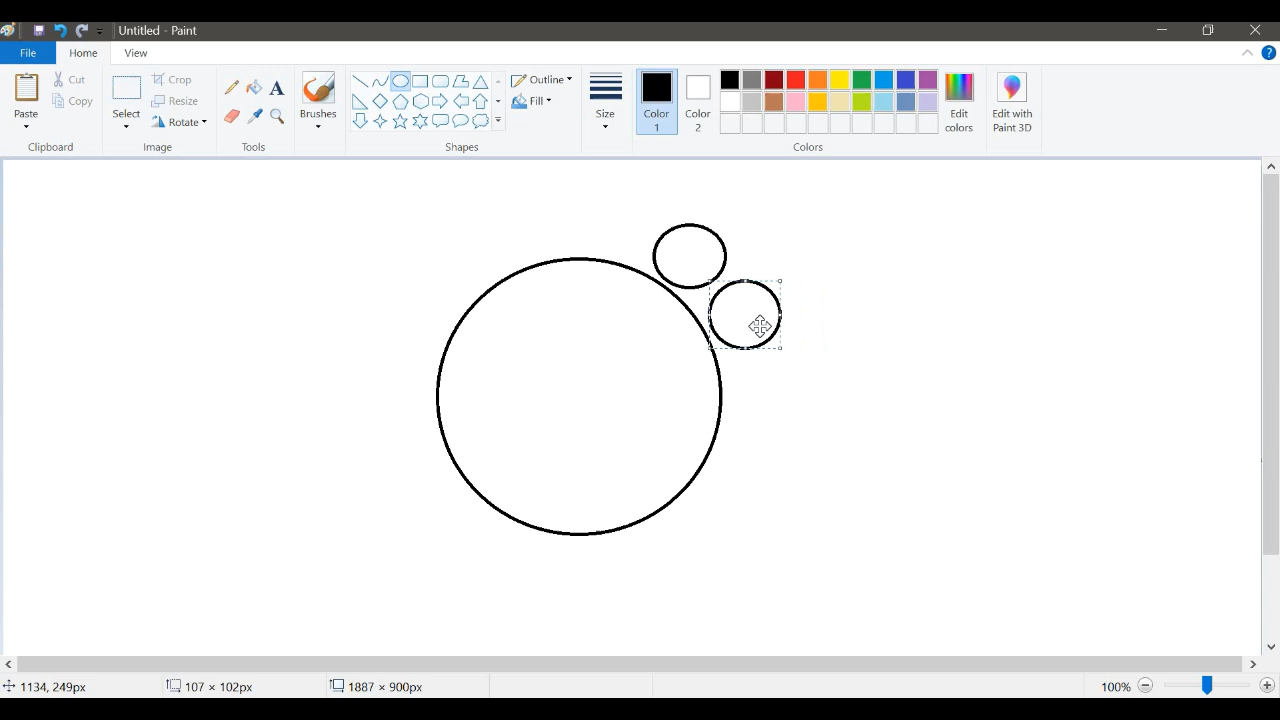 Untitled - Paint
File Home View
Paste
Cut
Copy
Clipboard
Select
Crop
Resize
Rotate
Image
Tools
Brushes
Shapes
Outline
Fill
Size
Color 1
Color 2
Colors
Edit colors
Edit with Paint 3D
1134, 249px
107 × 102px
1887 × 900px
100%